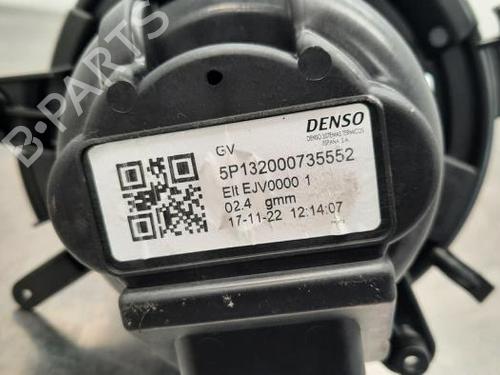 B-PARTS
DENSO
DENSO SISTEMAS TERMICOS
ESPAÑA S.A.
GV
5P132000735552
Elt EJV0000 1
02.4 gmm
17-11-22 12:14:07